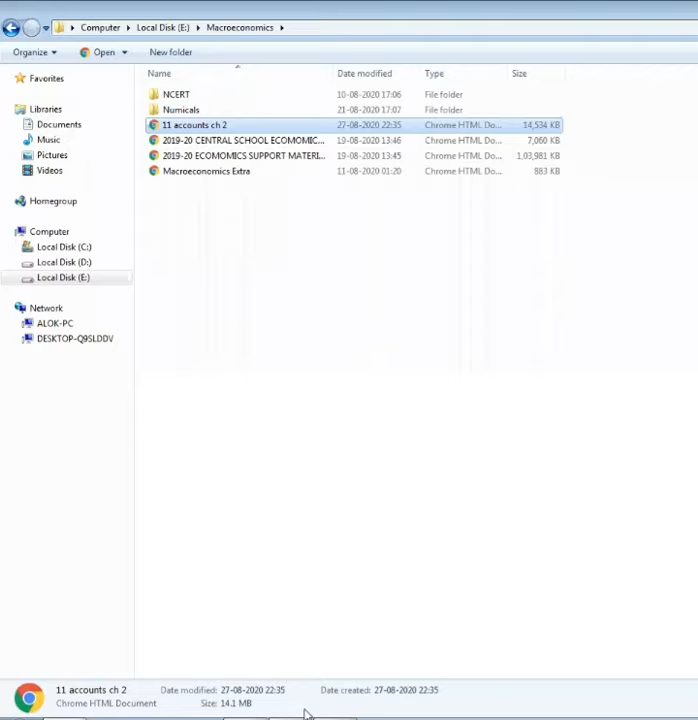 Computer Local Disk (E:) Macroeconomics
Organize Open New folder
Name Date modified Type Size
Favorites
Libraries
Documents
Music
Pictures
Videos
Homegroup
Computer
Local Disk (C:)
Local Disk (D:)
Local Disk (E:)
Network
ALOK-PC
DESKTOP-Q9SLDDV
NCERT 10-08-2020 17:06 File folder
Numicals 21-08-2020 17:07 File folder
11 accounts ch 2 27-08-2020 22:35 Chrome HTML Do... 14,534 KB
2019-20 CENTRAL SCHOOL ECOMOMIC... 19-08-2020 13:46 Chrome HTML Do... 7,060 KB
2019-20 ECOMOMICS SUPPORT MATERI... 19-08-2020 13:45 Chrome HTML Do... 1,03,981 KB
Macroeconomics Extra 11-08-2020 01:20 Chrome HTML Do... 883 KB
11 accounts ch 2 Date modified: 27-08-2020 22:35 Date created: 27-08-2020 22:35
Chrome HTML Document Size: 14.1 MB